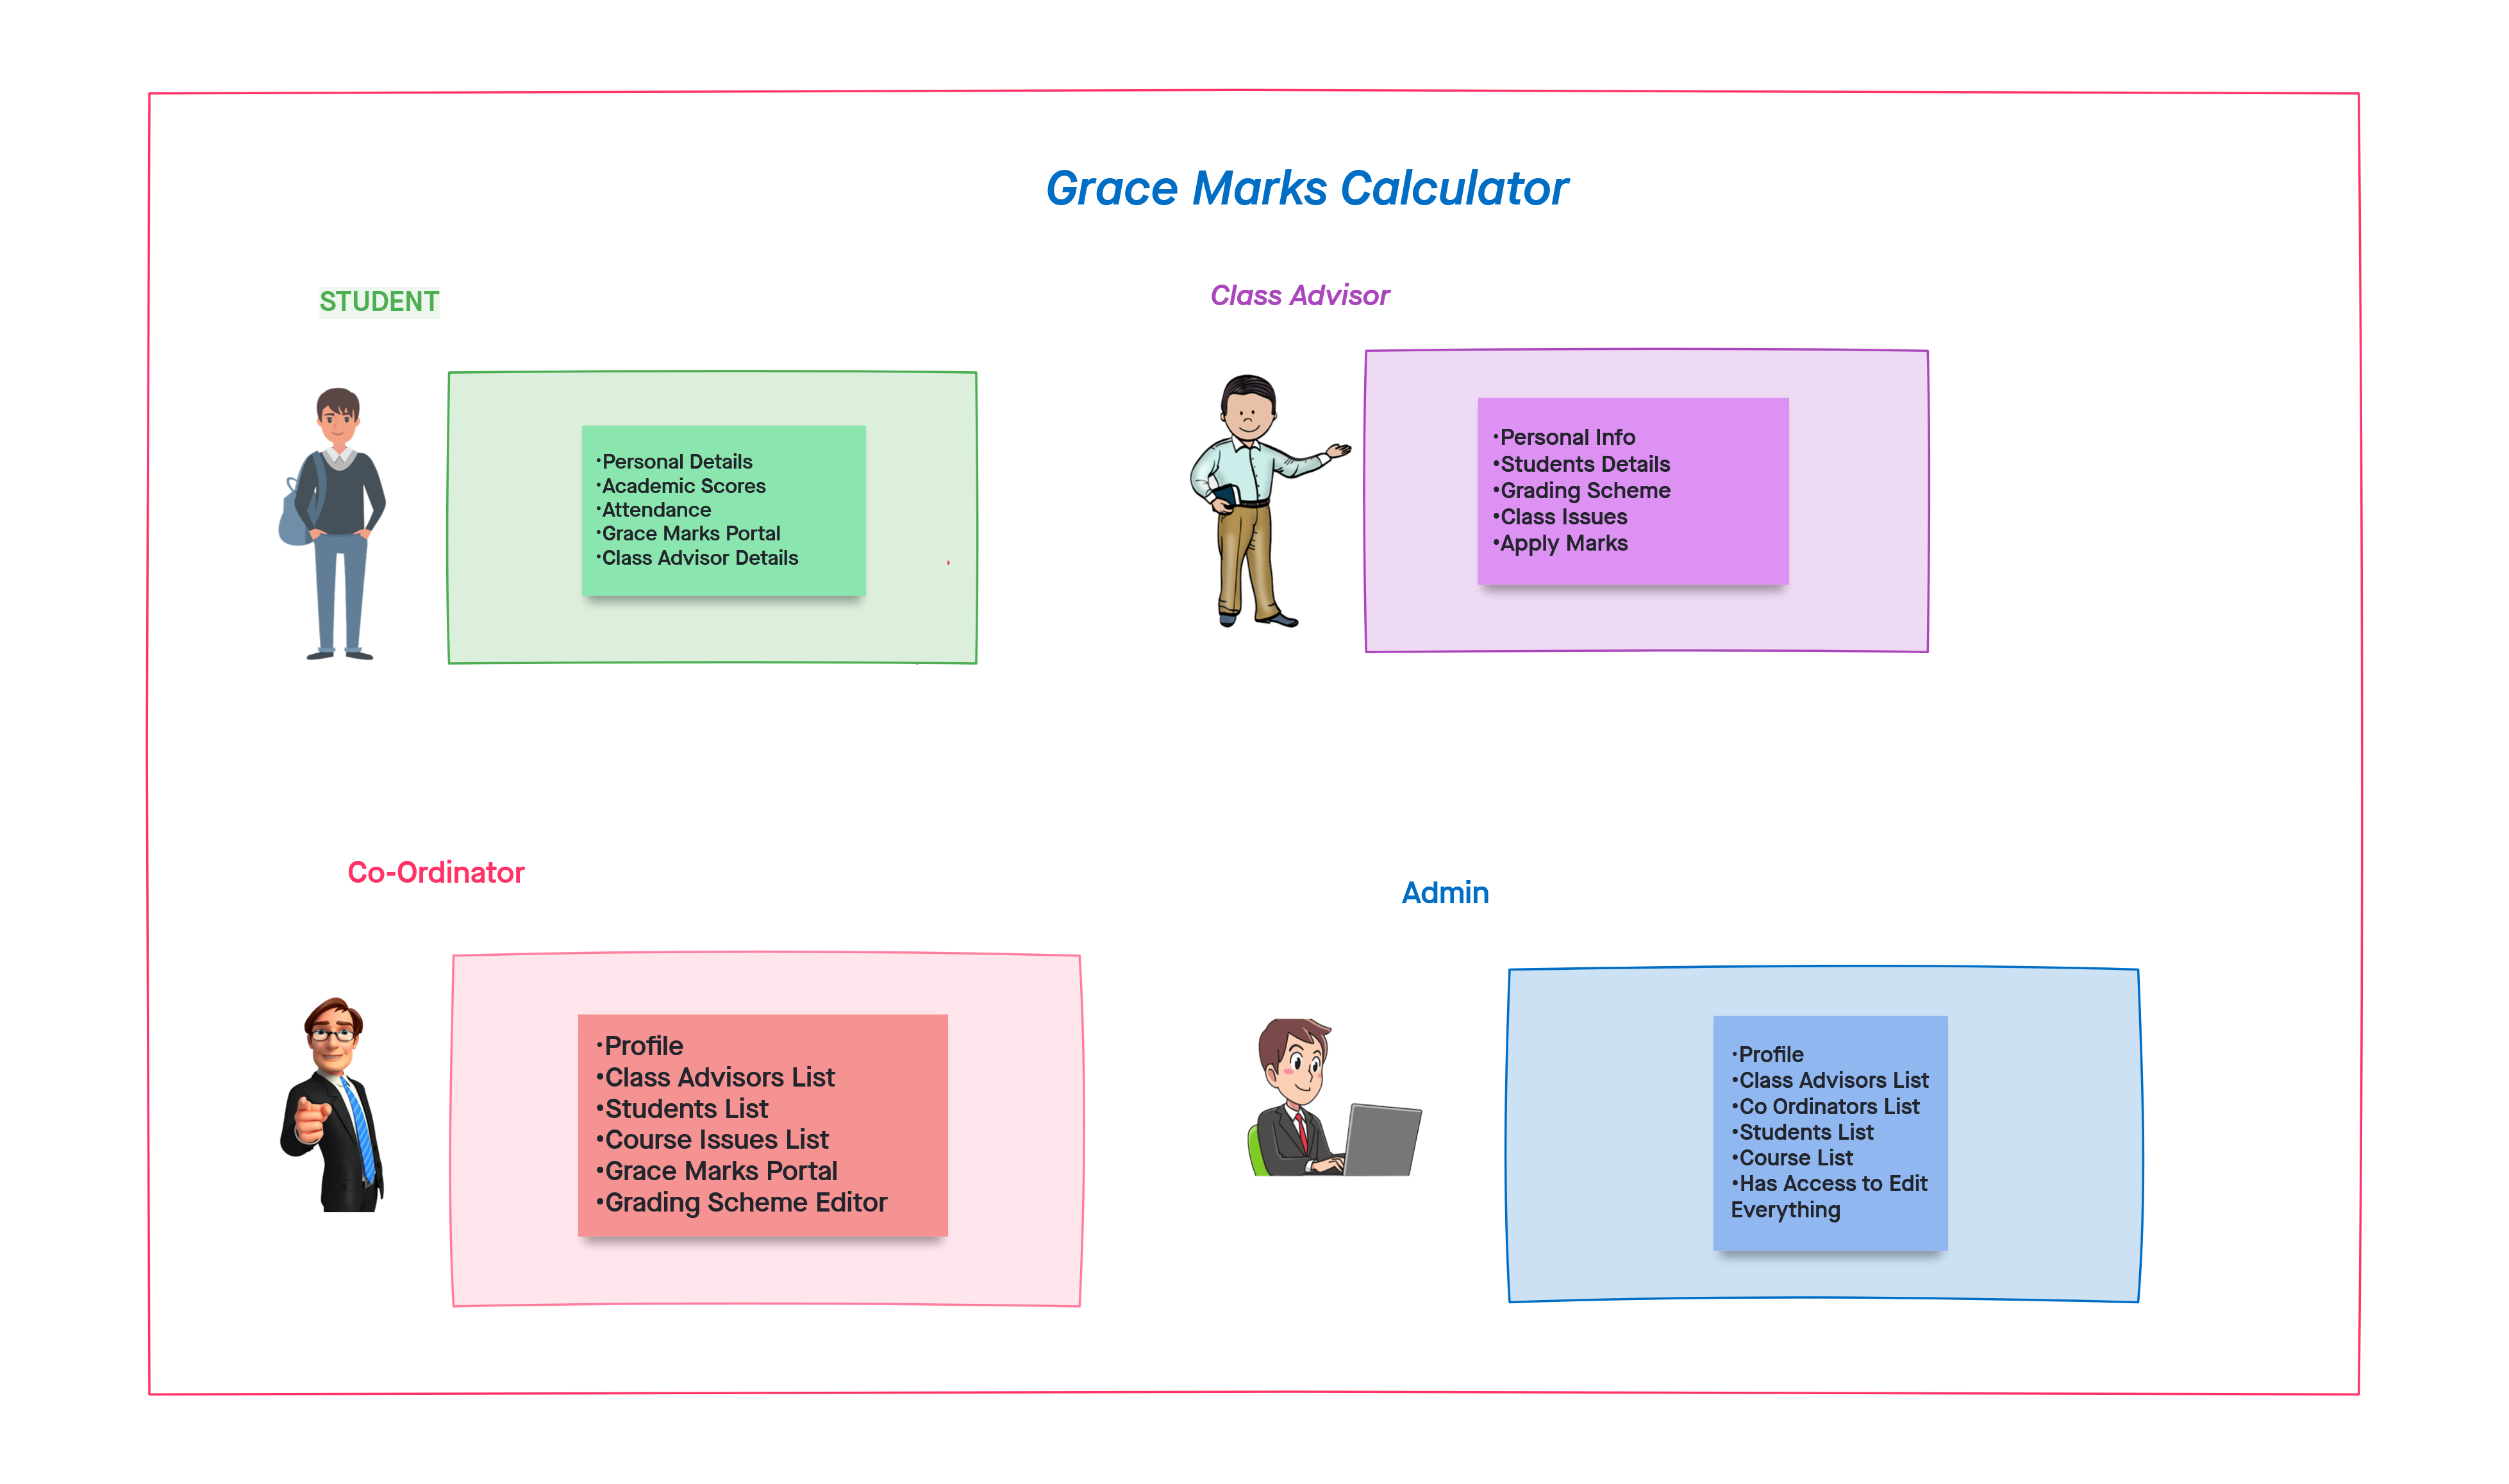 Grace Marks Calculator
STUDENT
•Personal Details
•Academic Scores
•Attendance
•Grace Marks Portal
•Class Advisor Details
Class Advisor
•Personal Info
•Students Details
•Grading Scheme
•Class Issues
•Apply Marks
Co-Ordinator
•Profile
•Class Advisors List
•Students List
•Course Issues List
•Grace Marks Portal
•Grading Scheme Editor
Admin
•Profile
•Class Advisors List
•Co Ordinators List
•Students List
•Course List
•Has Access to Edit
Everything